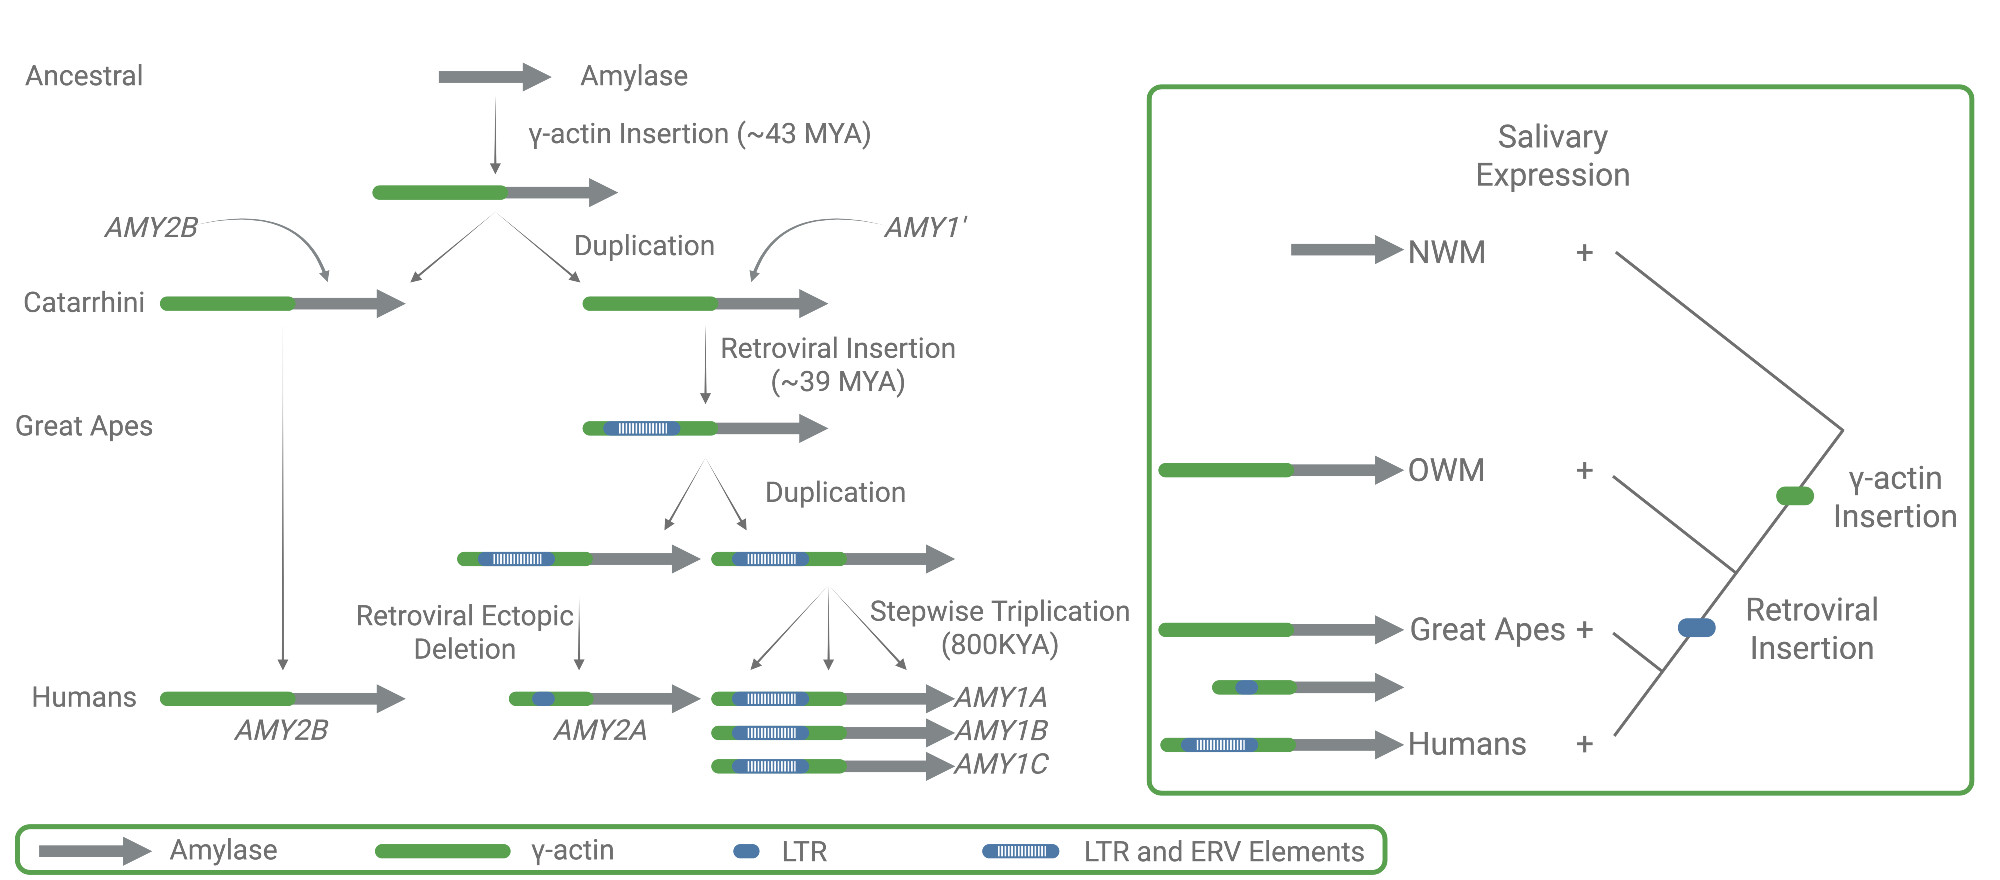 Ancestral
Amylase
γ-actin Insertion (~43 MYA)
AMY2B
AMY1'
Duplication
Catarrhini
Retroviral Insertion
(~39 MYA)
Great Apes
Duplication
Retroviral Ectopic
Deletion
Stepwise Triplication
(800KYA)
Humans
AMY2B
AMY2A
AMY1A
AMY1B
AMY1C
Salivary
Expression
NWM +
OWM +
γ-actin
Insertion
Great Apes +
Retroviral
Insertion
Humans +
Amylase
γ-actin
LTR
LTR and ERV Elements